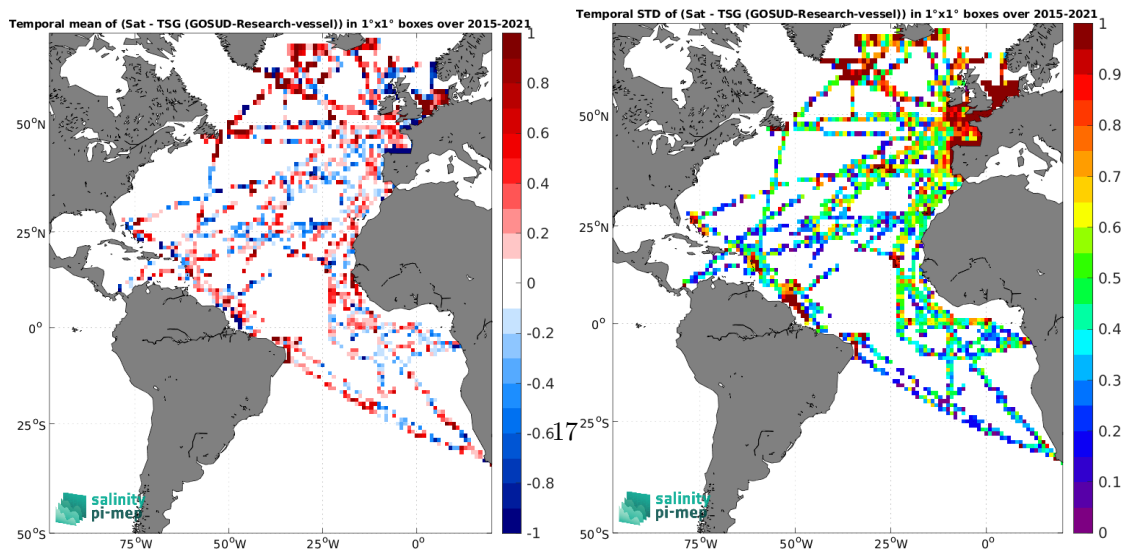 Temporal mean of (Sat - TSG (GOSUD-Research-vessel)) in 1°x1° boxes over 2015-2021
1
0.8
0.6
0.4
0.2
0
-0.2
-0.4
-0.6
-0.8
-1
50°N
25°N
0°
25°S
50°S
75°W
50°W
25°W
0°
salinity
pi-mep
17
Temporal STD of (Sat - TSG (GOSUD-Research-vessel)) in 1°x1° boxes over 2015-2021
1
0.9
0.8
0.7
0.6
0.5
0.4
0.3
0.2
0.1
0
50°N
25°N
0°
25°S
50°S
75°W
50°W
25°W
0°
salinity
pi-mep